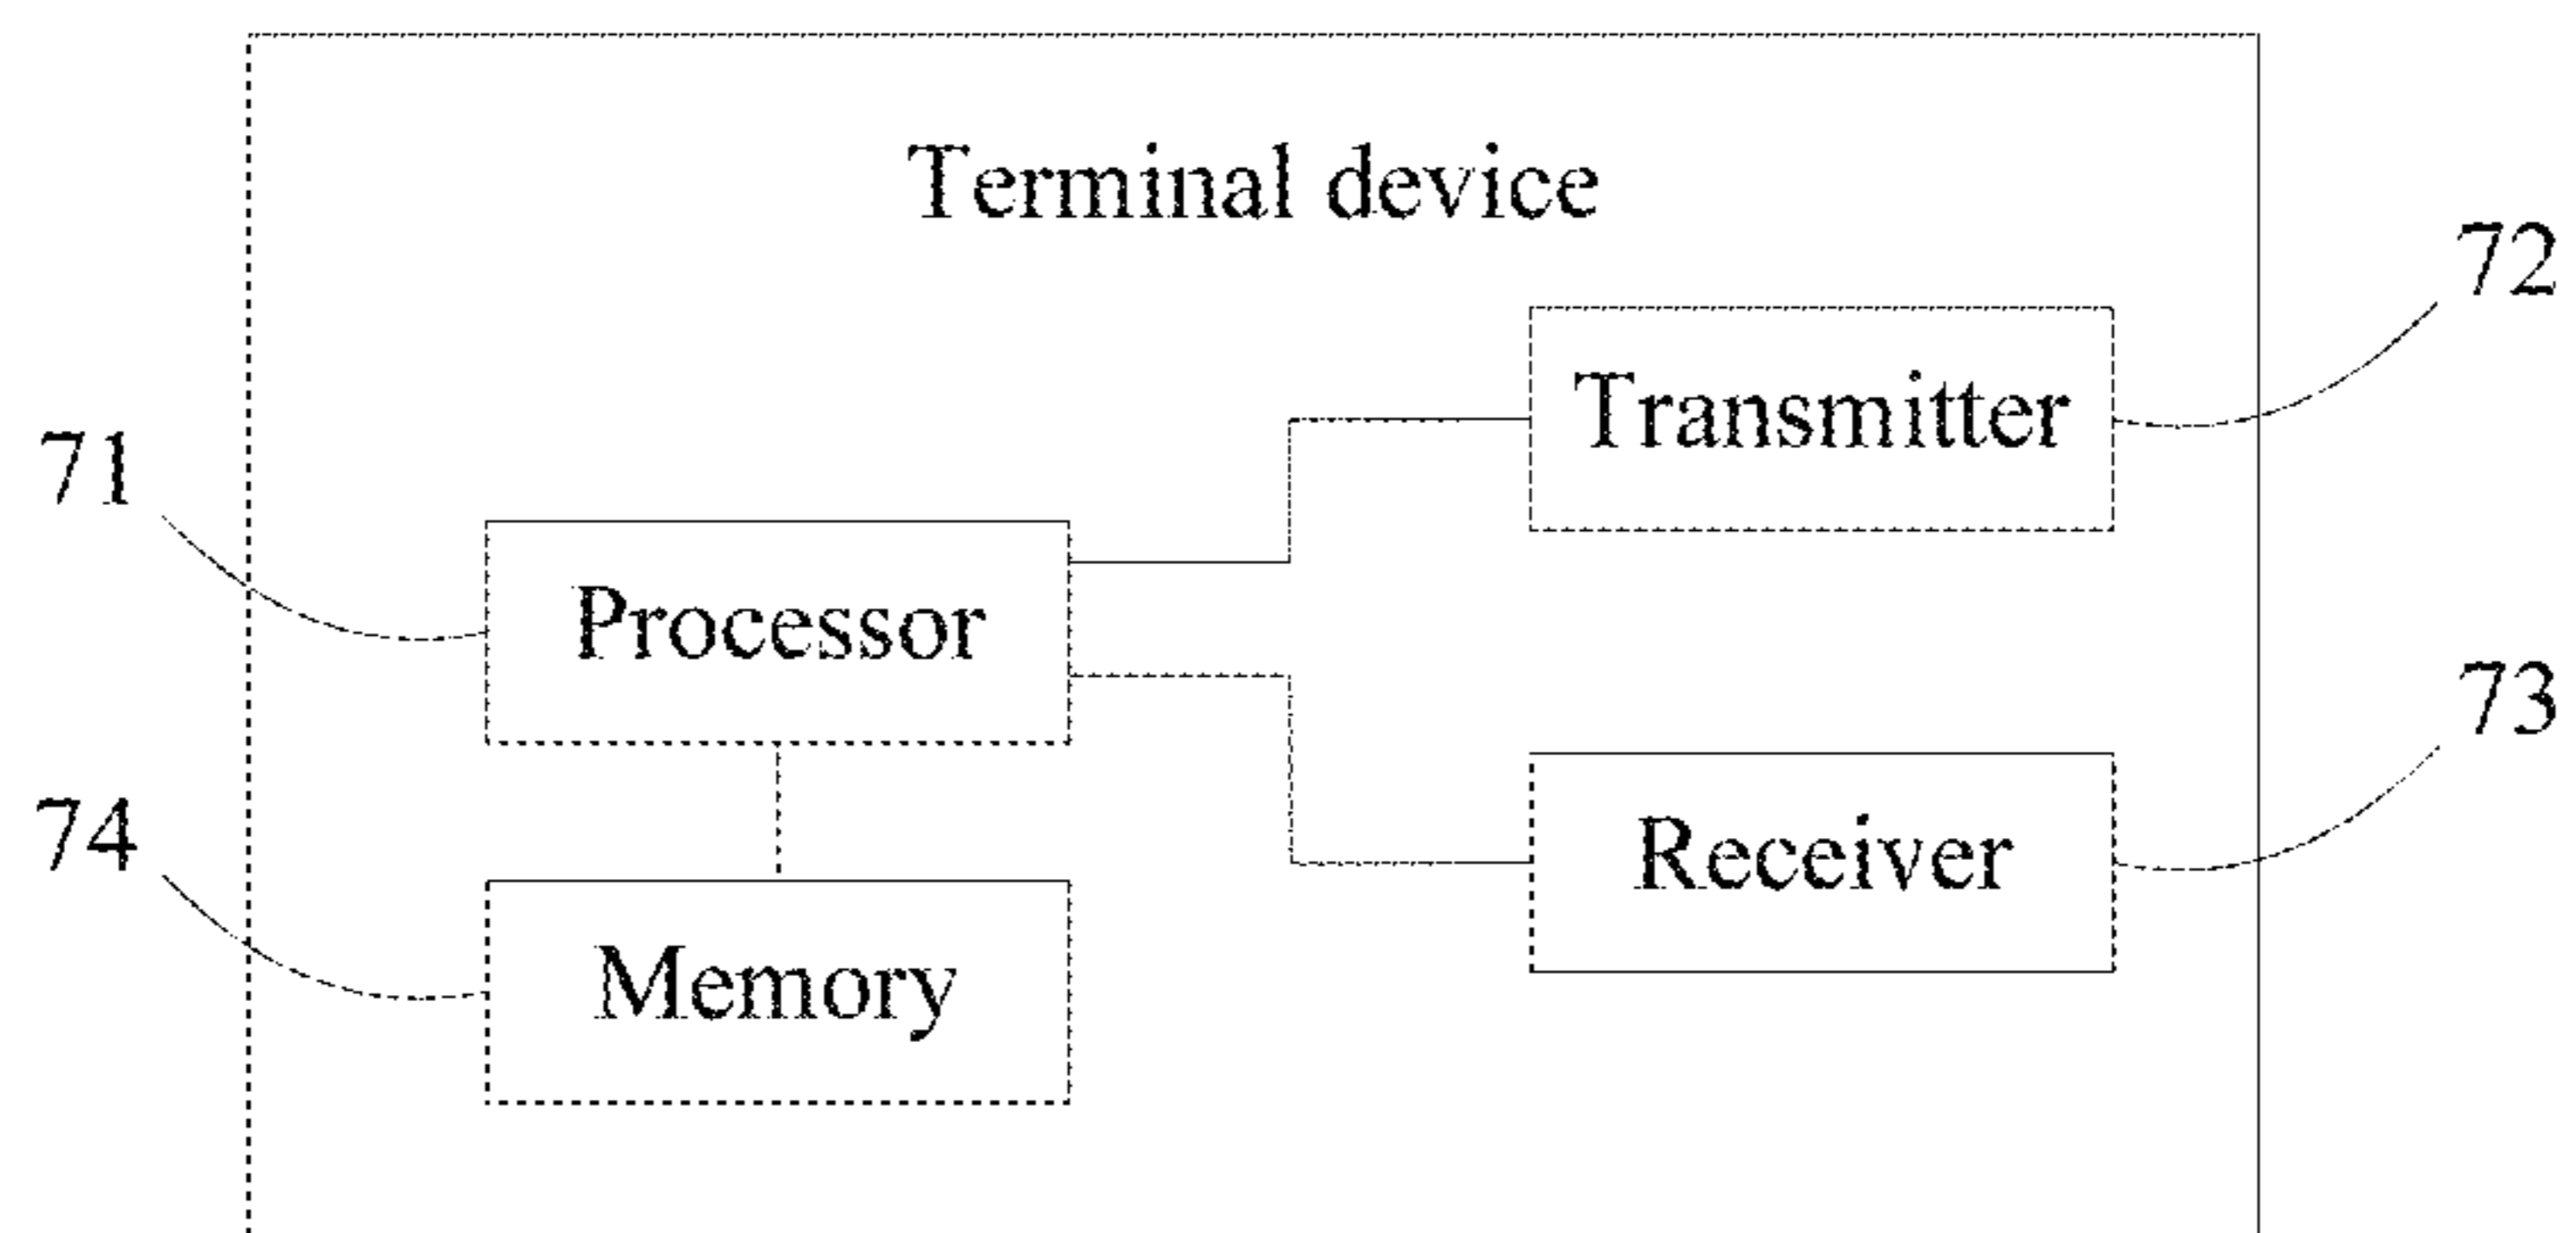 Terminal device
72
Transmitter
71
Processor
73
74
Receiver
Memory